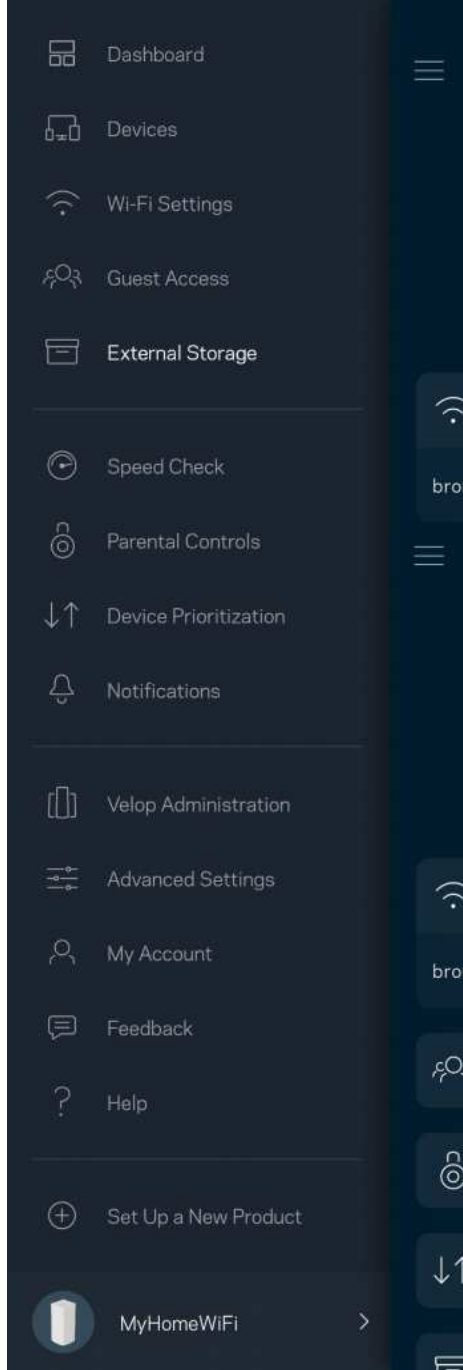 Dashboard
Devices
Wi-Fi Settings
Guest Access
External Storage
Speed Check
Parental Controls
Device Prioritization
Notifications
Velop Administration
Advanced Settings
My Account
Feedback
Help
Set Up a New Product
MyHomeWiFi
bro
bro